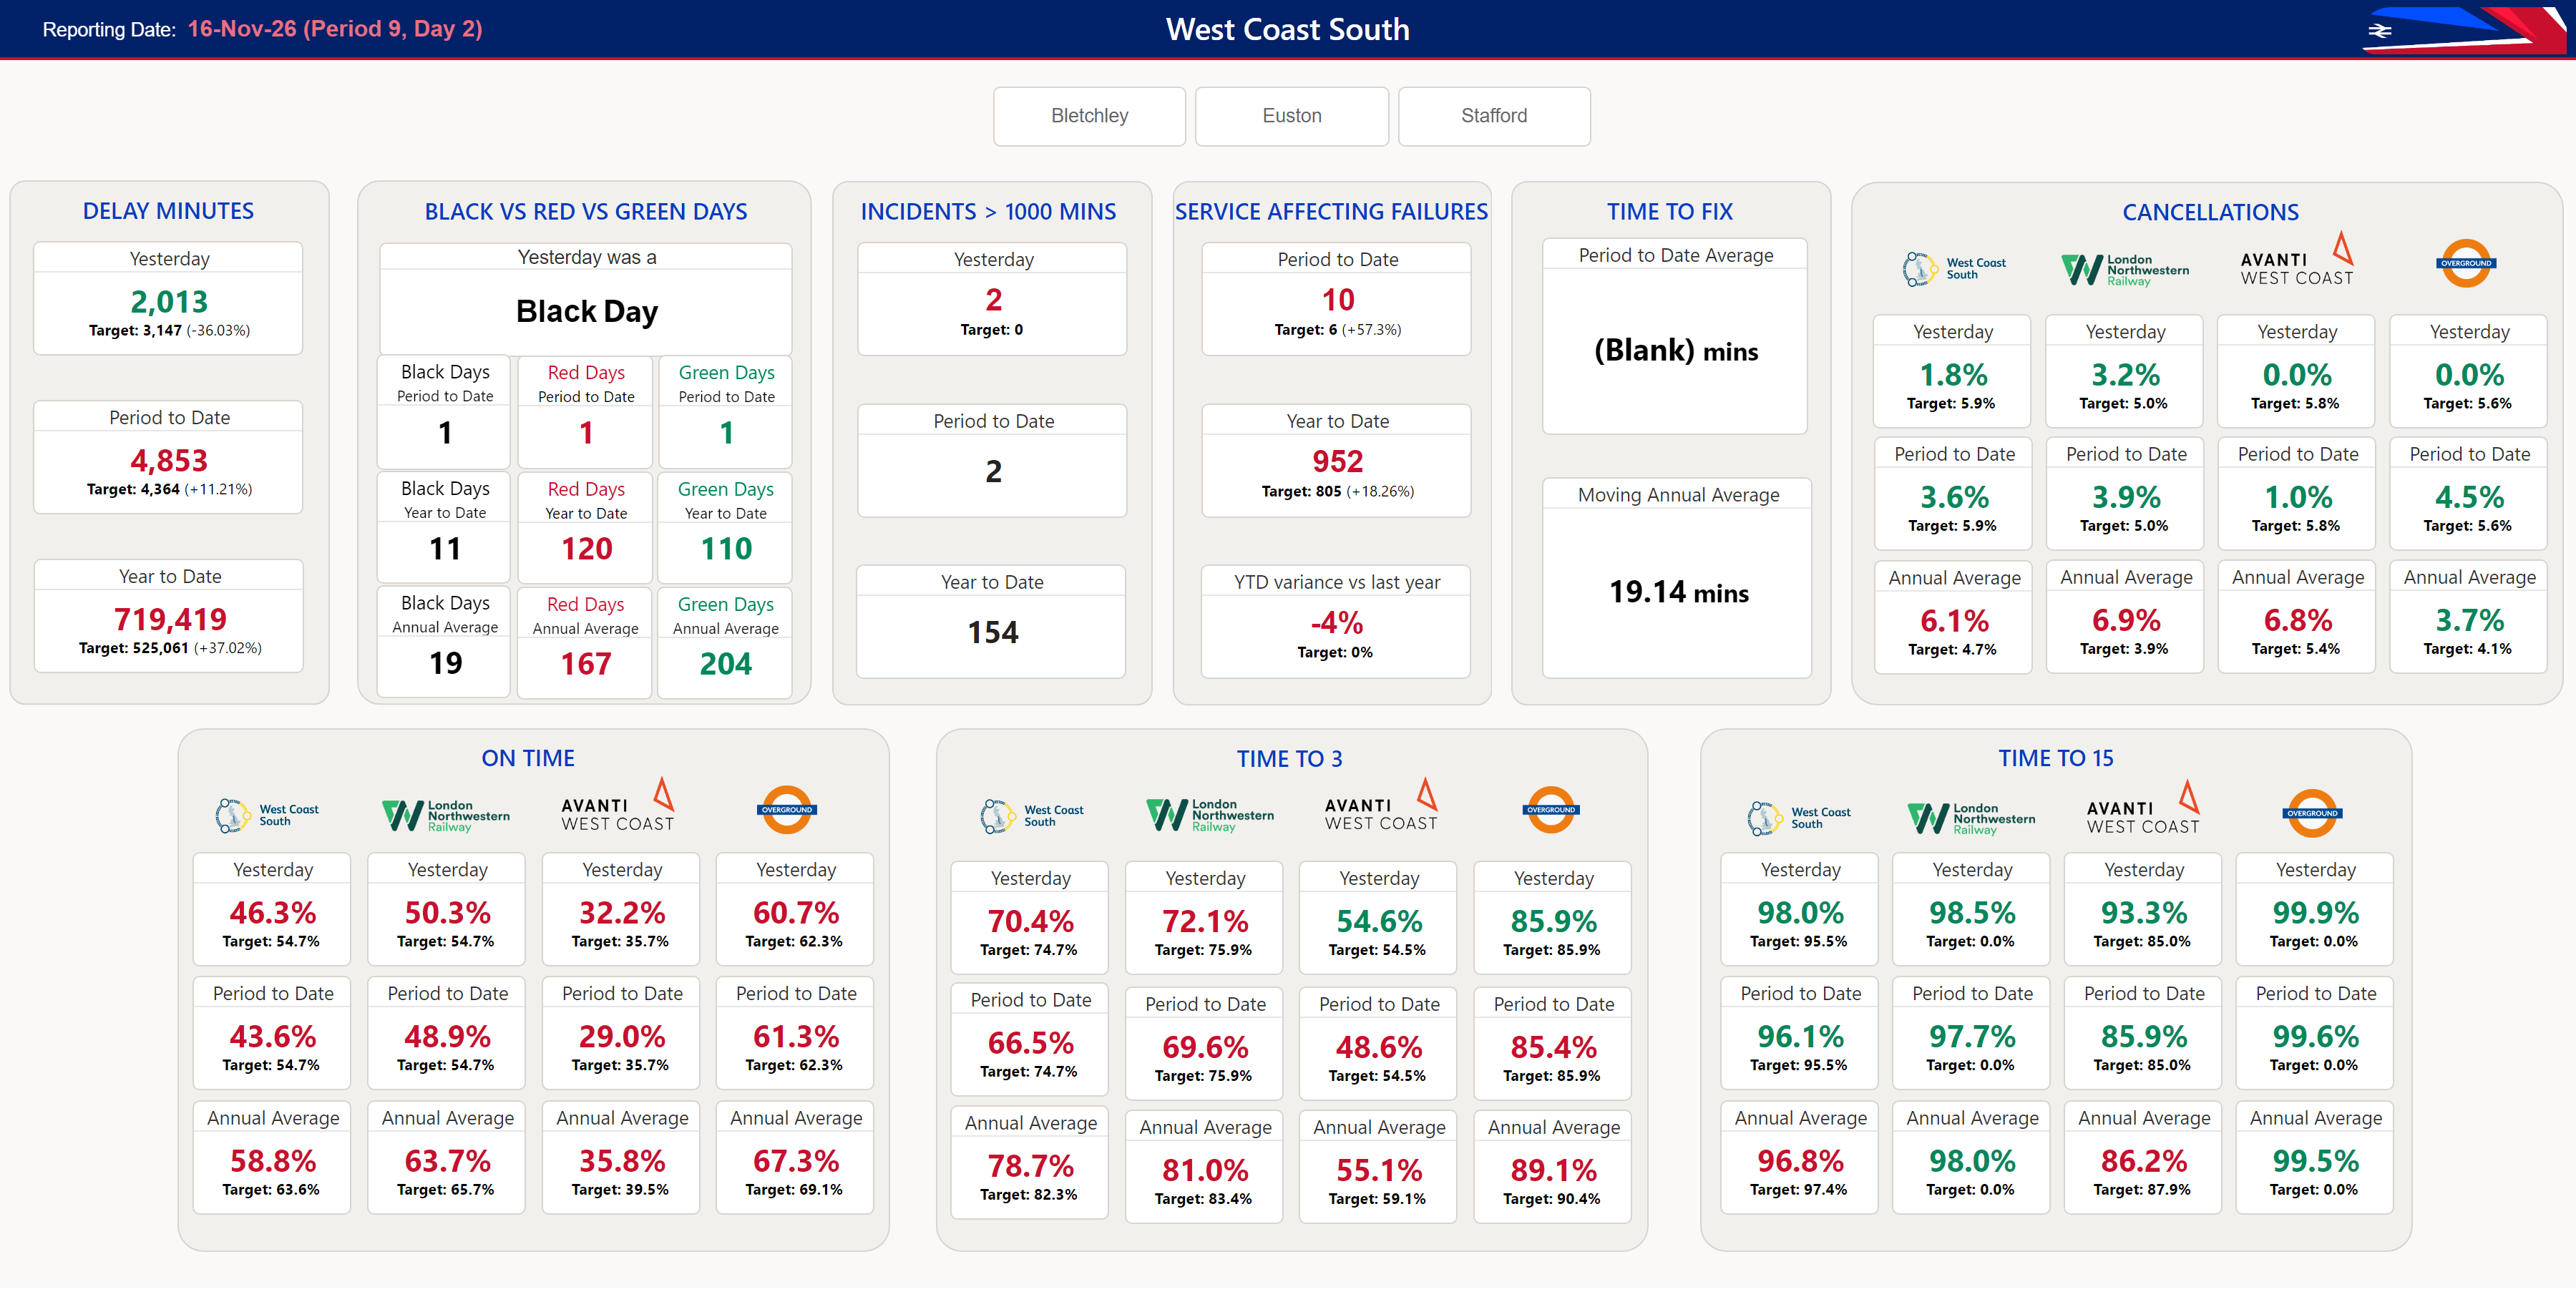 Reporting Date: 16-Nov-26 (Period 9, Day 2)
West Coast South
Bletchley
Euston
Stafford
DELAY MINUTES
Yesterday
2,013
Target: 3,147 (-36.03%)
Period to Date
4,853
Target: 4,364 (+11.21%)
Year to Date
719,419
Target: 525,061 (+37.02%)
BLACK VS RED VS GREEN DAYS
Yesterday was a
Black Day
Black Days
Period to Date
1
Red Days
Period to Date
1
Green Days
Period to Date
1
Black Days
Year to Date
11
Red Days
Year to Date
120
Green Days
Year to Date
110
Black Days
Annual Average
19
Red Days
Annual Average
167
Green Days
Annual Average
204
INCIDENTS > 1000 MINS
Yesterday
2
Target: 0
Period to Date
2
Year to Date
154
SERVICE AFFECTING FAILURES
Period to Date
10
Target: 6 (+57.3%)
Year to Date
952
Target: 805 (+18.26%)
YTD variance vs last year
-4%
Target: 0%
TIME TO FIX
Period to Date Average
(Blank) mins
Moving Annual Average
19.14 mins
CANCELLATIONS
West Coast
South
London
Northwestern
Railway
AVANTI
WEST COAST
OVERGROUND
Yesterday
1.8%
Target: 5.9%
Yesterday
3.2%
Target: 5.0%
Yesterday
0.0%
Target: 5.8%
Yesterday
0.0%
Target: 5.6%
Period to Date
3.6%
Target: 5.9%
Period to Date
3.9%
Target: 5.0%
Period to Date
1.0%
Target: 5.8%
Period to Date
4.5%
Target: 5.6%
Annual Average
6.1%
Target: 4.7%
Annual Average
6.9%
Target: 3.9%
Annual Average
6.8%
Target: 5.4%
Annual Average
3.7%
Target: 4.1%
ON TIME
West Coast
South
London
Northwestern
Railway
AVANTI
WEST COAST
OVERGROUND
Yesterday
46.3%
Target: 54.7%
Yesterday
50.3%
Target: 54.7%
Yesterday
32.2%
Target: 35.7%
Yesterday
60.7%
Target: 62.3%
Period to Date
43.6%
Target: 54.7%
Period to Date
48.9%
Target: 54.7%
Period to Date
29.0%
Target: 35.7%
Period to Date
61.3%
Target: 62.3%
Annual Average
58.8%
Target: 63.6%
Annual Average
63.7%
Target: 65.7%
Annual Average
35.8%
Target: 39.5%
Annual Average
67.3%
Target: 69.1%
TIME TO 3
West Coast
South
London
Northwestern
Railway
AVANTI
WEST COAST
OVERGROUND
Yesterday
70.4%
Target: 74.7%
Yesterday
72.1%
Target: 75.9%
Yesterday
54.6%
Target: 54.5%
Yesterday
85.9%
Target: 85.9%
Period to Date
66.5%
Target: 74.7%
Period to Date
69.6%
Target: 75.9%
Period to Date
48.6%
Target: 54.5%
Period to Date
85.4%
Target: 85.9%
Annual Average
78.7%
Target: 82.3%
Annual Average
81.0%
Target: 83.4%
Annual Average
55.1%
Target: 59.1%
Annual Average
89.1%
Target: 90.4%
TIME TO 15
West Coast
South
London
Northwestern
Railway
AVANTI
WEST COAST
OVERGROUND
Yesterday
98.0%
Target: 95.5%
Yesterday
98.5%
Target: 0.0%
Yesterday
93.3%
Target: 85.0%
Yesterday
99.9%
Target: 0.0%
Period to Date
96.1%
Target: 95.5%
Period to Date
97.7%
Target: 0.0%
Period to Date
85.9%
Target: 85.0%
Period to Date
99.6%
Target: 0.0%
Annual Average
96.8%
Target: 97.4%
Annual Average
98.0%
Target: 0.0%
Annual Average
86.2%
Target: 87.9%
Annual Average
99.5%
Target: 0.0%